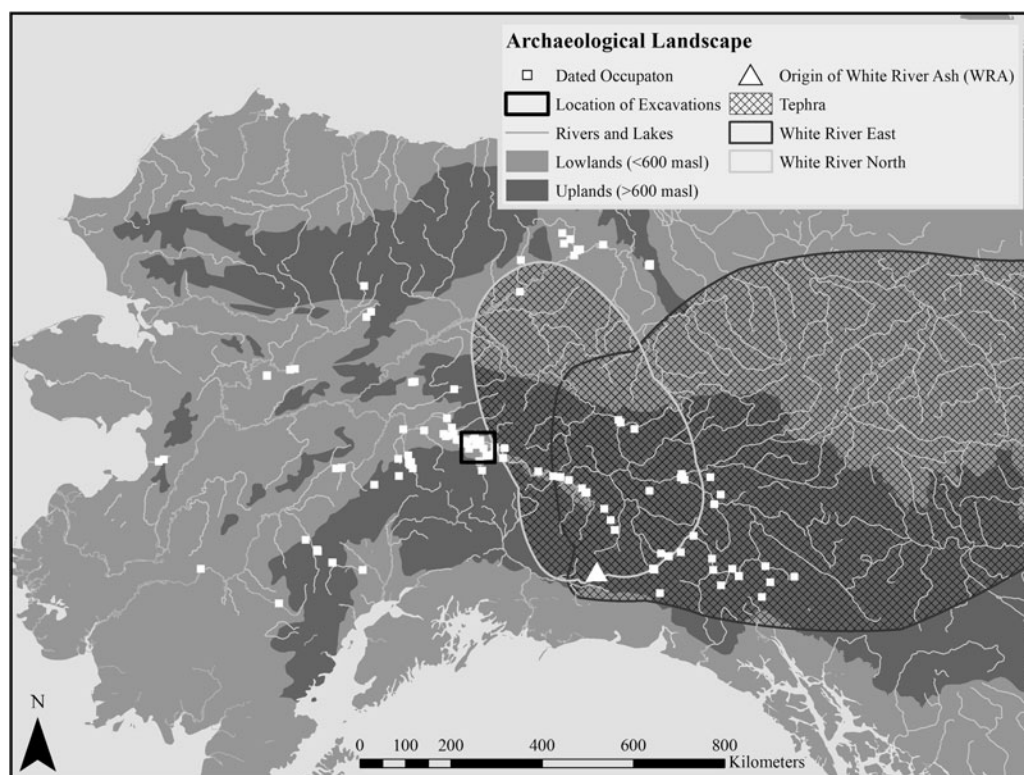 Archaeological Landscape
Dated Occupaton
Location of Excavations
Rivers and Lakes
Lowlands (<600 masl)
Uplands (>600 masl)
Origin of White River Ash (WRA)
Tephra
White River East
White River North
N
0 100 200 400 600 800
Kilometers